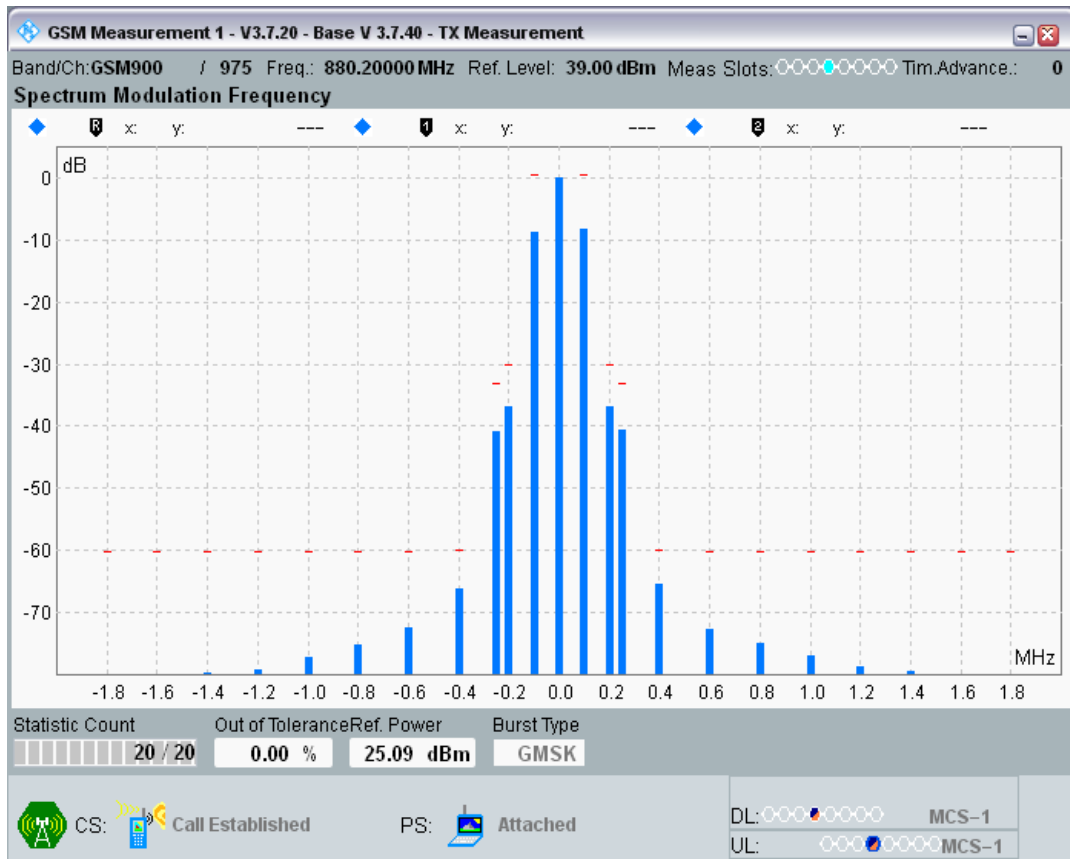 GSM Measurement 1 - V3.7.20 - Base V 3.7.40 - TX Measurement
Band/Ch:GSM900 / 975 Freq.: 880.20000 MHz Ref. Level: 39.00 dBm Meas Slots: Tim.Advance.: 0
Spectrum Modulation Frequency
R x: y: --- 1 x: y: --- 2 x: y: ---
dB
0
-10
-20
-30
-40
-50
-60
-70
MHz
-1.8 -1.6 -1.4 -1.2 -1.0 -0.8 -0.6 -0.4 -0.2 0.0 0.2 0.4 0.6 0.8 1.0 1.2 1.4 1.6 1.8
Statistic Count Out of Tolerance Ref. Power Burst Type
20 / 20 0.00 % 25.09 dBm GMSK
CS: Call Established PS: Attached DL: MCS-1
UL: MCS-1